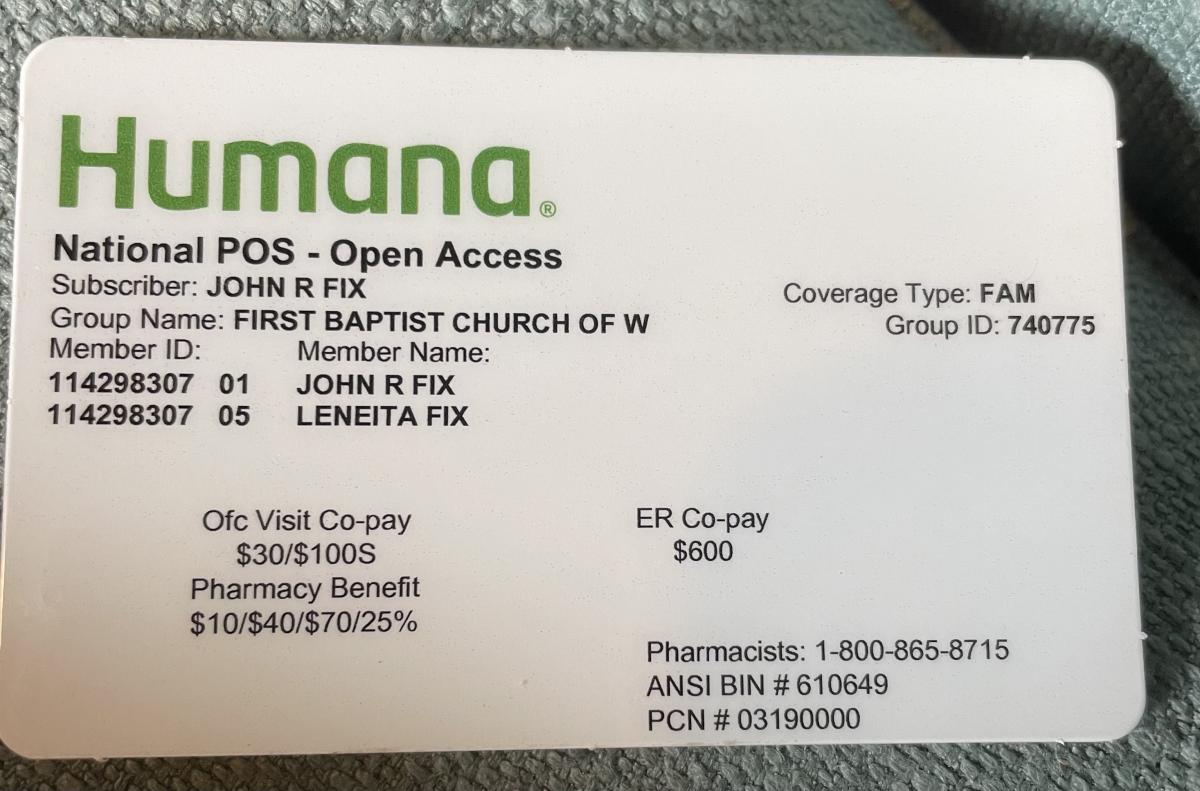 Humana®
National POS - Open Access
Subscriber: JOHN R FIX
Coverage Type: FAM
Group Name: FIRST BAPTIST CHURCH OF W
Group ID: 740775
Member ID: Member Name:
114298307 01 JOHN R FIX
114298307 05 LENEITA FIX
Ofc Visit Co-pay
$30/$100S
Pharmacy Benefit
$10/$40/$70/25%
ER Co-pay
$600
Pharmacists: 1-800-865-8715
ANSI BIN # 610649
PCN # 03190000